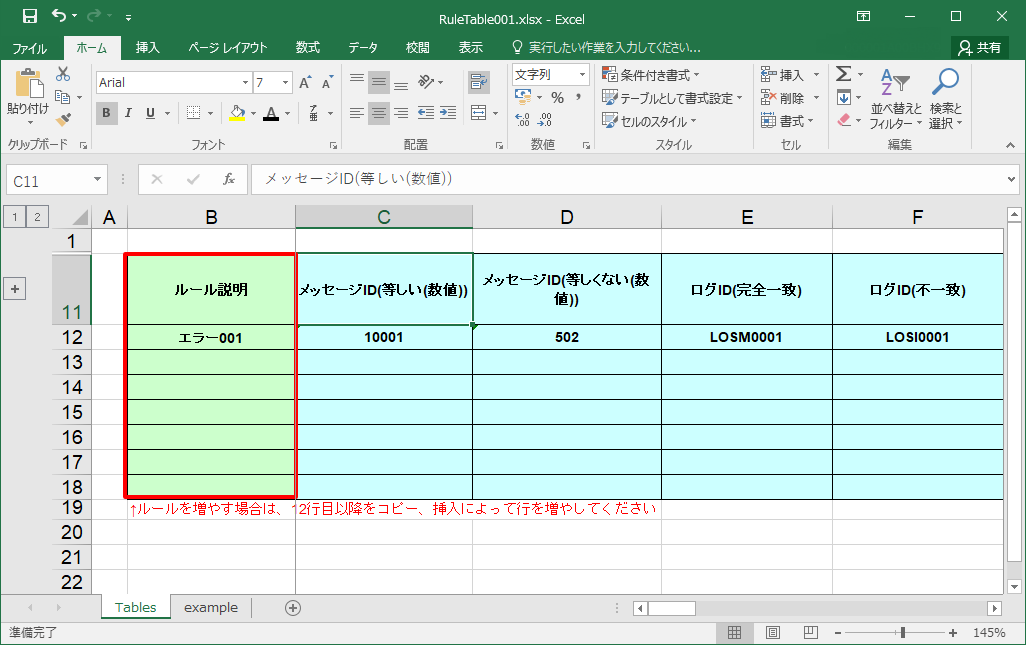 RuleTable001.xlsx - Excel
ファイル ホーム 挿入 ページ レイアウト 数式 データ 校閲 表示 実行したい作業を入力してください... 共有
貼り付け
Arial 7 A A
B I U A
文字列
% ,
条件付き書式
テーブルとして書式設定
セルのスタイル
挿入
削除
書式
Σ
並べ替えと
フィルター
検索と
選択
クリップボード フォント 配置 数値 スタイル セル 編集
C11 fx メッセージID(等しい(数値))
1 2 A B C D E F
1
11 ルール説明 メッセージID(等しい(数値)) メッセージID(等しくない(数
値)) ログID(完全一致) ログID(不一致)
12 エラー001 10001 502 LOSM0001 LOSI0001
13
14
15
16
17
18
19 ↑ルールを増やす場合は、12行目以降をコピー、挿入によって行を増やしてください
20
21
22
Tables example
準備完了 145%